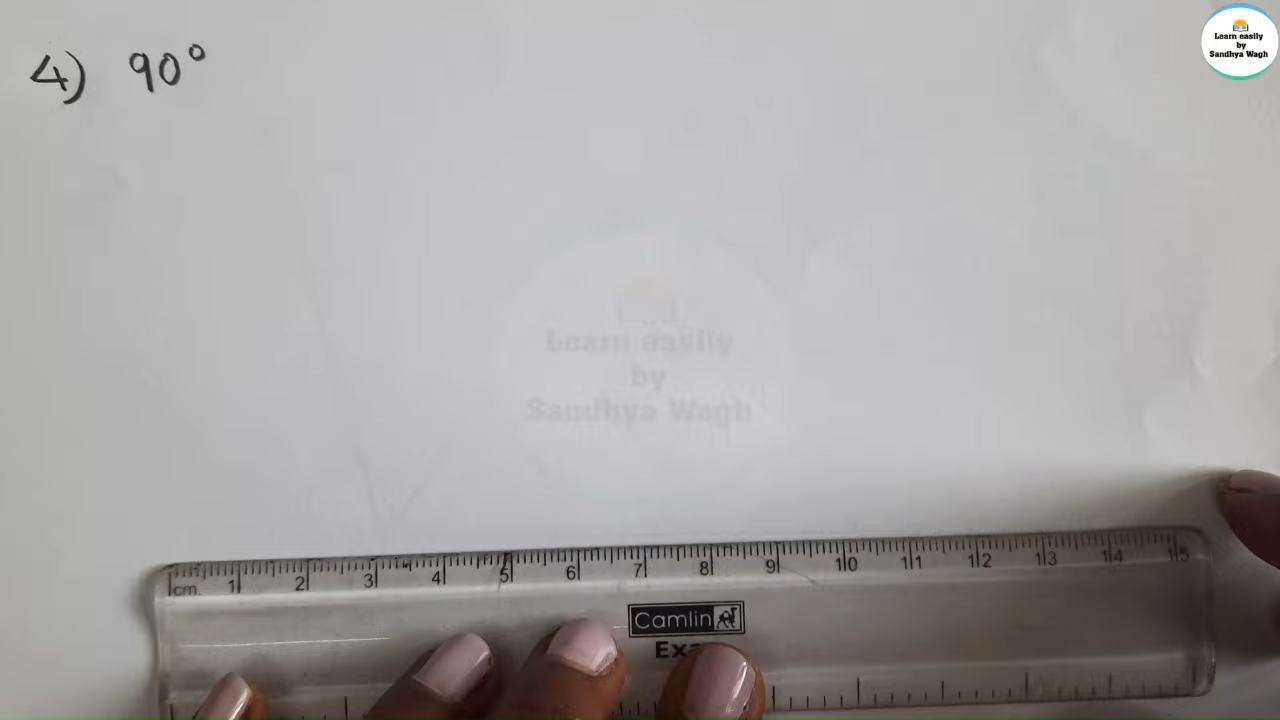 4) 90°
Learn easily
by
Sandhya Wagh
Learn easily
by
Sandhya Wagh
cm. 1 2 3 4 5 6 7 8 9 10 11 12 13 14 15
Camlin